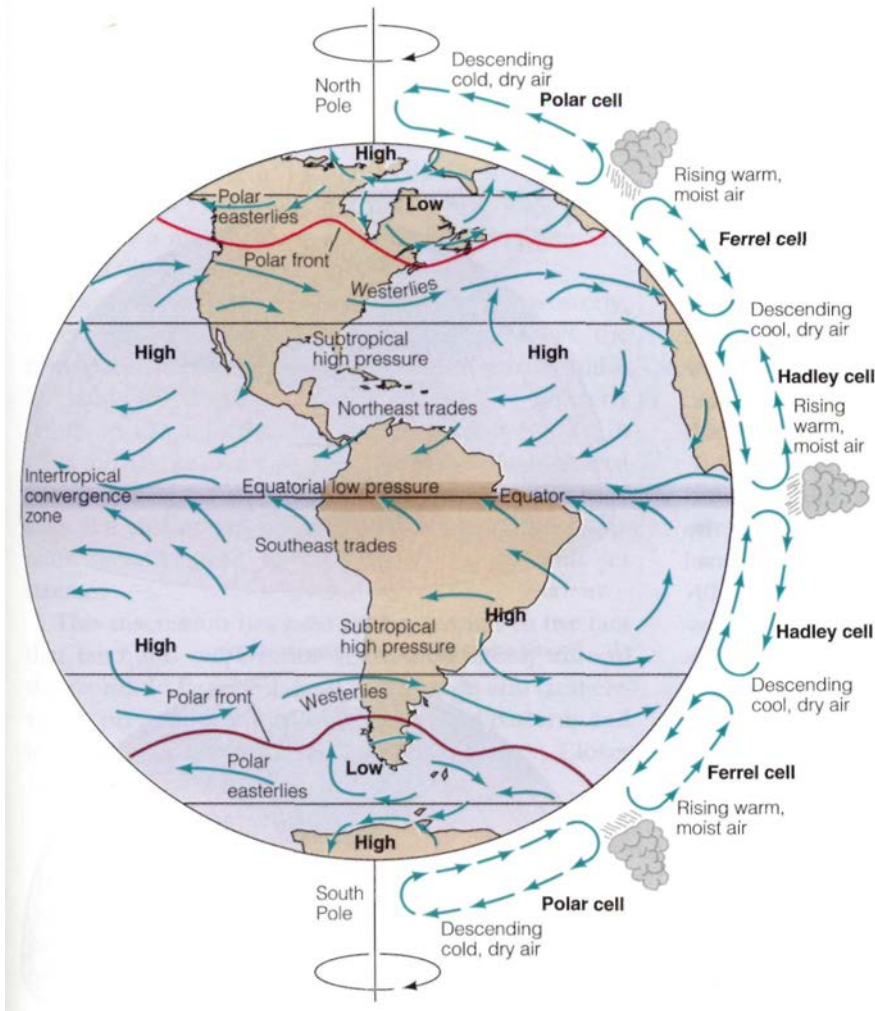 Descending
cold, dry air
North
Pole
Polar cell
High
Rising warm,
moist air
Polar
easterlies
Low
Ferrel cell
Polar front
Westerlies
Descending
cool, dry air
High
Subtropical
high pressure
High
Hadley cell
Northeast trades
Rising
warm,
moist air
Intertropical
convergence
zone
Equatorial low pressure
Equator
Southeast trades
High
Subtropical
high pressure
High
Hadley cell
Polar front
Westerlies
Descending
cool, dry air
Polar
easterlies
Low
Ferrel cell
Rising warm,
moist air
High
South
Pole
Polar cell
Descending
cold, dry air